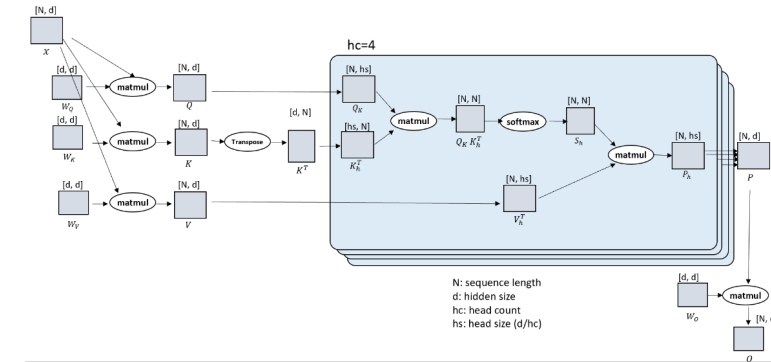 [N, d]
X
hc=4
[d, d]
W_Q
matmul
[N, d]
Q
[N, hs]
Q_K
[d, d]
W_K
matmul
[N, d]
K
Transpose
[d, N]
K^T
[hs, N]
K_h^T
matmul
[N, N]
Q_K K_h^T
softmax
[N, N]
S_h
matmul
[N, hs]
P_h
[N, d]
P
[d, d]
W_V
matmul
[N, d]
V
[N, hs]
V_h^T
N: sequence length
d: hidden size
hc: head count
hs: head size (d/hc)
[d, d]
W_O
matmul
[N,
O